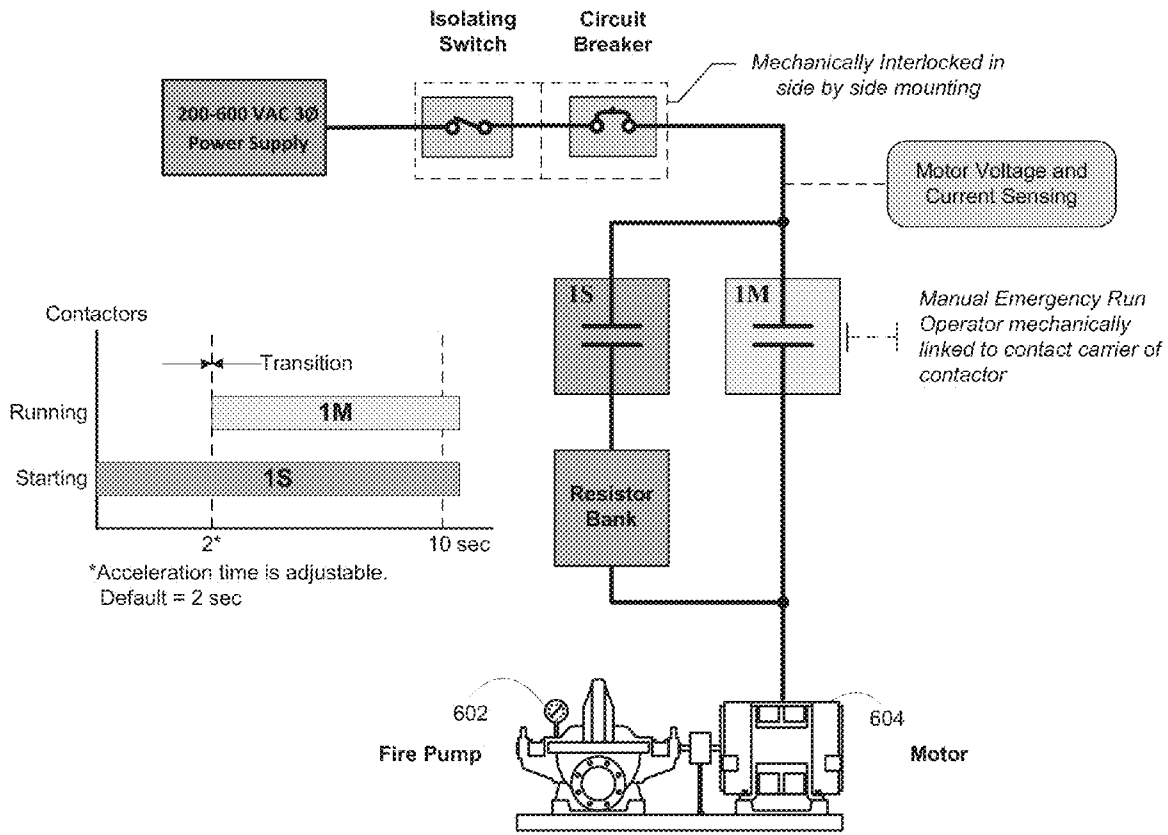 Isolating
Switch
Circuit
Breaker
Mechanically Interlocked in
side by side mounting
200-600 VAC 3Ø
Power Supply
Motor Voltage and
Current Sensing
1S
1M
Manual Emergency Run
Operator mechanically
linked to contact carrier of
contactor
Contactors
Transition
Running
1M
Starting
1S
2*
10 sec
*Acceleration time is adjustable.
Default = 2 sec
Resistor
Bank
602
604
Fire Pump
Motor